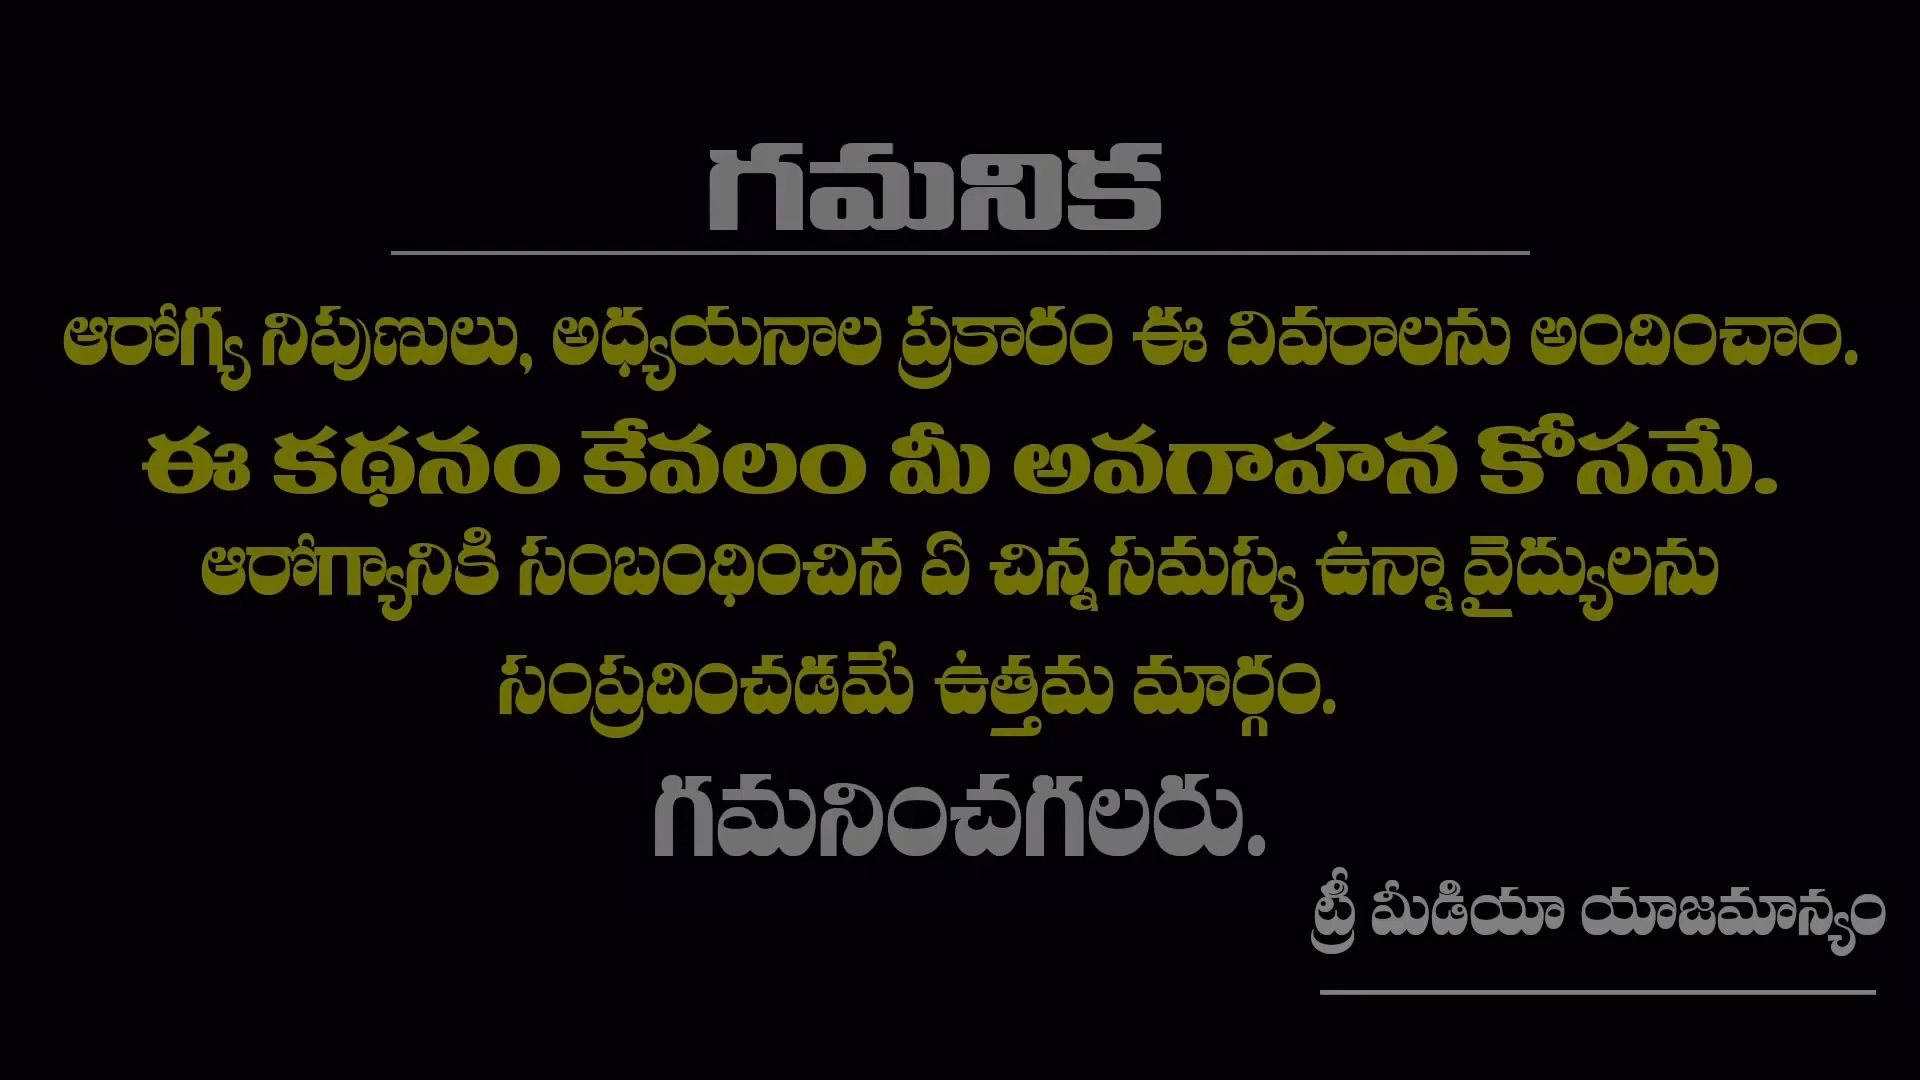 గమనిక
ఆరోగ్య నిపుణులు, అధ్యయనాల ప్రకారం ఈ వివరాలను అందించాం.
ఈ కథనం కేవలం మీ అవగాహన కోసమే.
ఆరోగ్యానికి సంబంధించిన ఏ చిన్న సమస్య ఉన్నా వైద్యులను
సంప్రదించడమే ఉత్తమ మార్గం.
గమనించగలరు.
ట్రీ మీడియా యాజమాన్యం